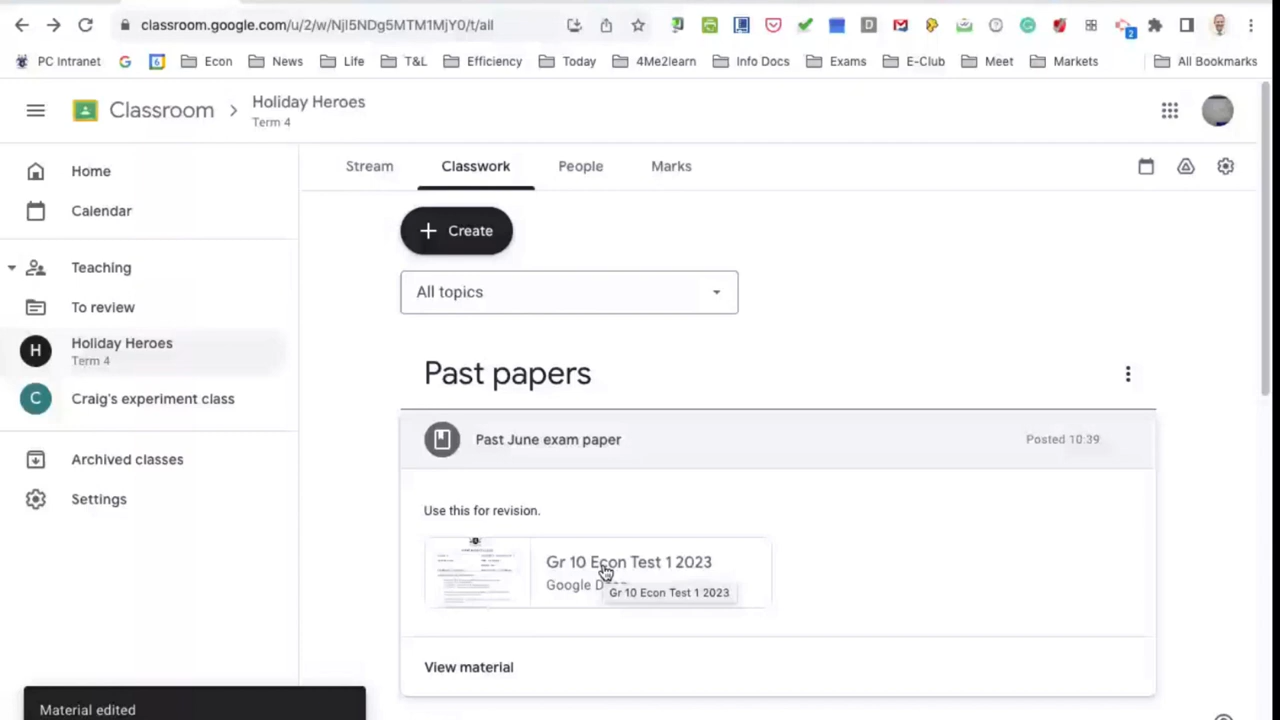 classroom.google.com/u/2/w/NjI5NDg5MTM1MjY0/t/all
2
PC Intranet
6
Econ
News
Life
T&L
Efficiency
Today
4Me2learn
Info Docs
Exams
E-Club
Meet
Markets
All Bookmarks
Classroom
Holiday Heroes
Term 4
Stream
Classwork
People
Marks
Home
Calendar
Teaching
To review
H
Holiday Heroes
Term 4
C
Craig's experiment class
Archived classes
Settings
Create
All topics
Past papers
Past June exam paper
Posted 10:39
Use this for revision.
Gr 10 Econ Test 1 2023
Google D
Gr 10 Econ Test 1 2023
View material
Material edited